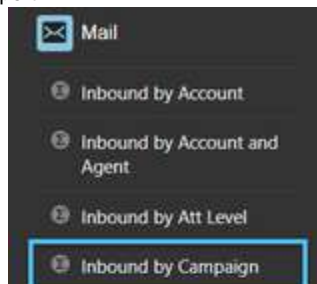 Mail
Inbound by Account
Inbound by Account and
Agent
Inbound by Att Level
Inbound by Campaign